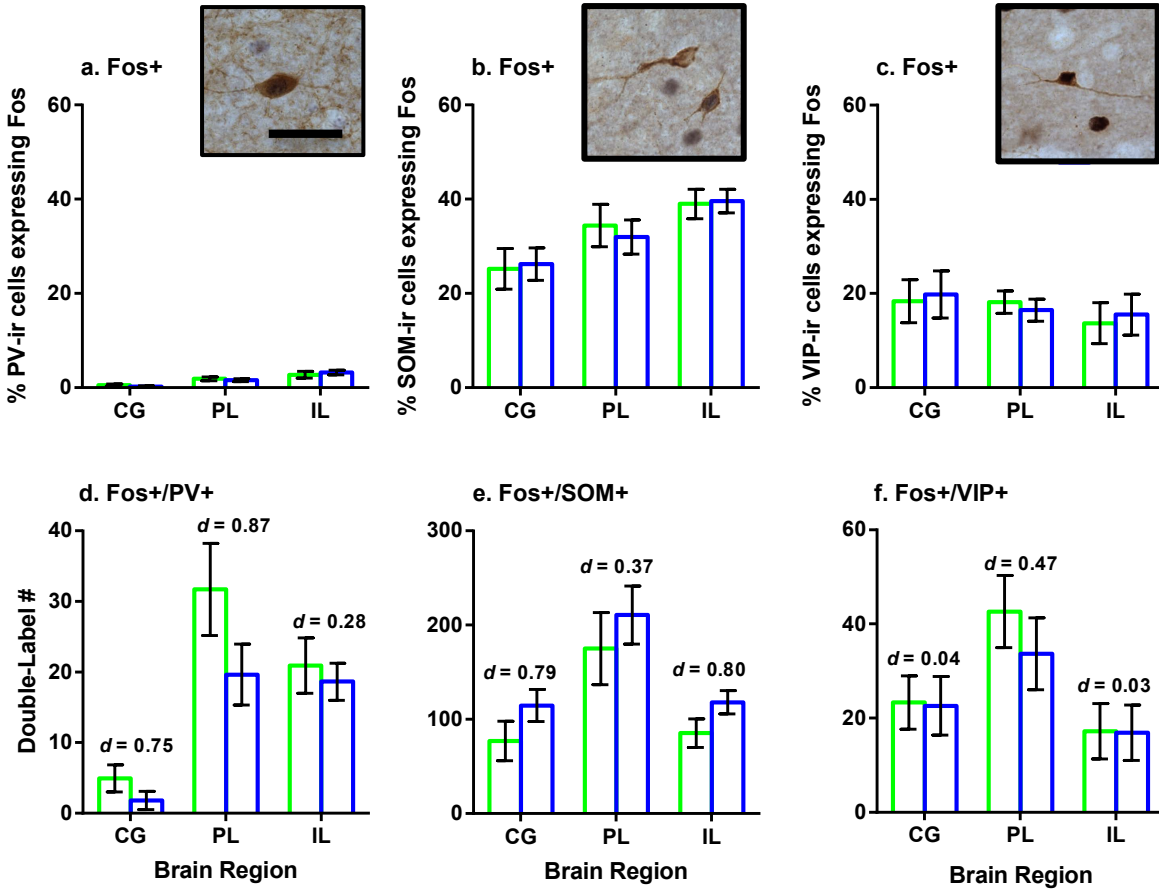 a. Fos+
% PV-ir cells expressing Fos
60
40
20
0
CG PL IL
b. Fos+
% SOM-ir cells expressing Fos
60
40
20
0
CG PL IL
c. Fos+
% VIP-ir cells expressing Fos
60
40
20
0
CG PL IL
d. Fos+/PV+
Double-Label #
40
30
20
10
0
d = 0.75
d = 0.87
d = 0.28
CG PL IL
Brain Region
e. Fos+/SOM+
300
200
100
0
d = 0.79
d = 0.37
d = 0.80
CG PL IL
Brain Region
f. Fos+/VIP+
60
40
20
0
d = 0.04
d = 0.47
d = 0.03
CG PL IL
Brain Region